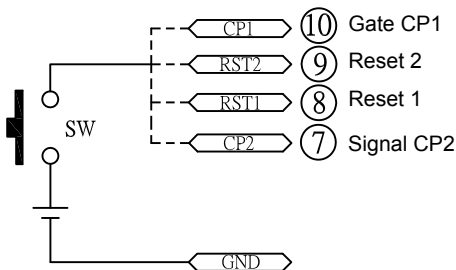 CP1 ⑩ Gate CP1
RST2 ⑨ Reset 2
RST1 ⑧ Reset 1
SW
CP2 ⑦ Signal CP2
GND